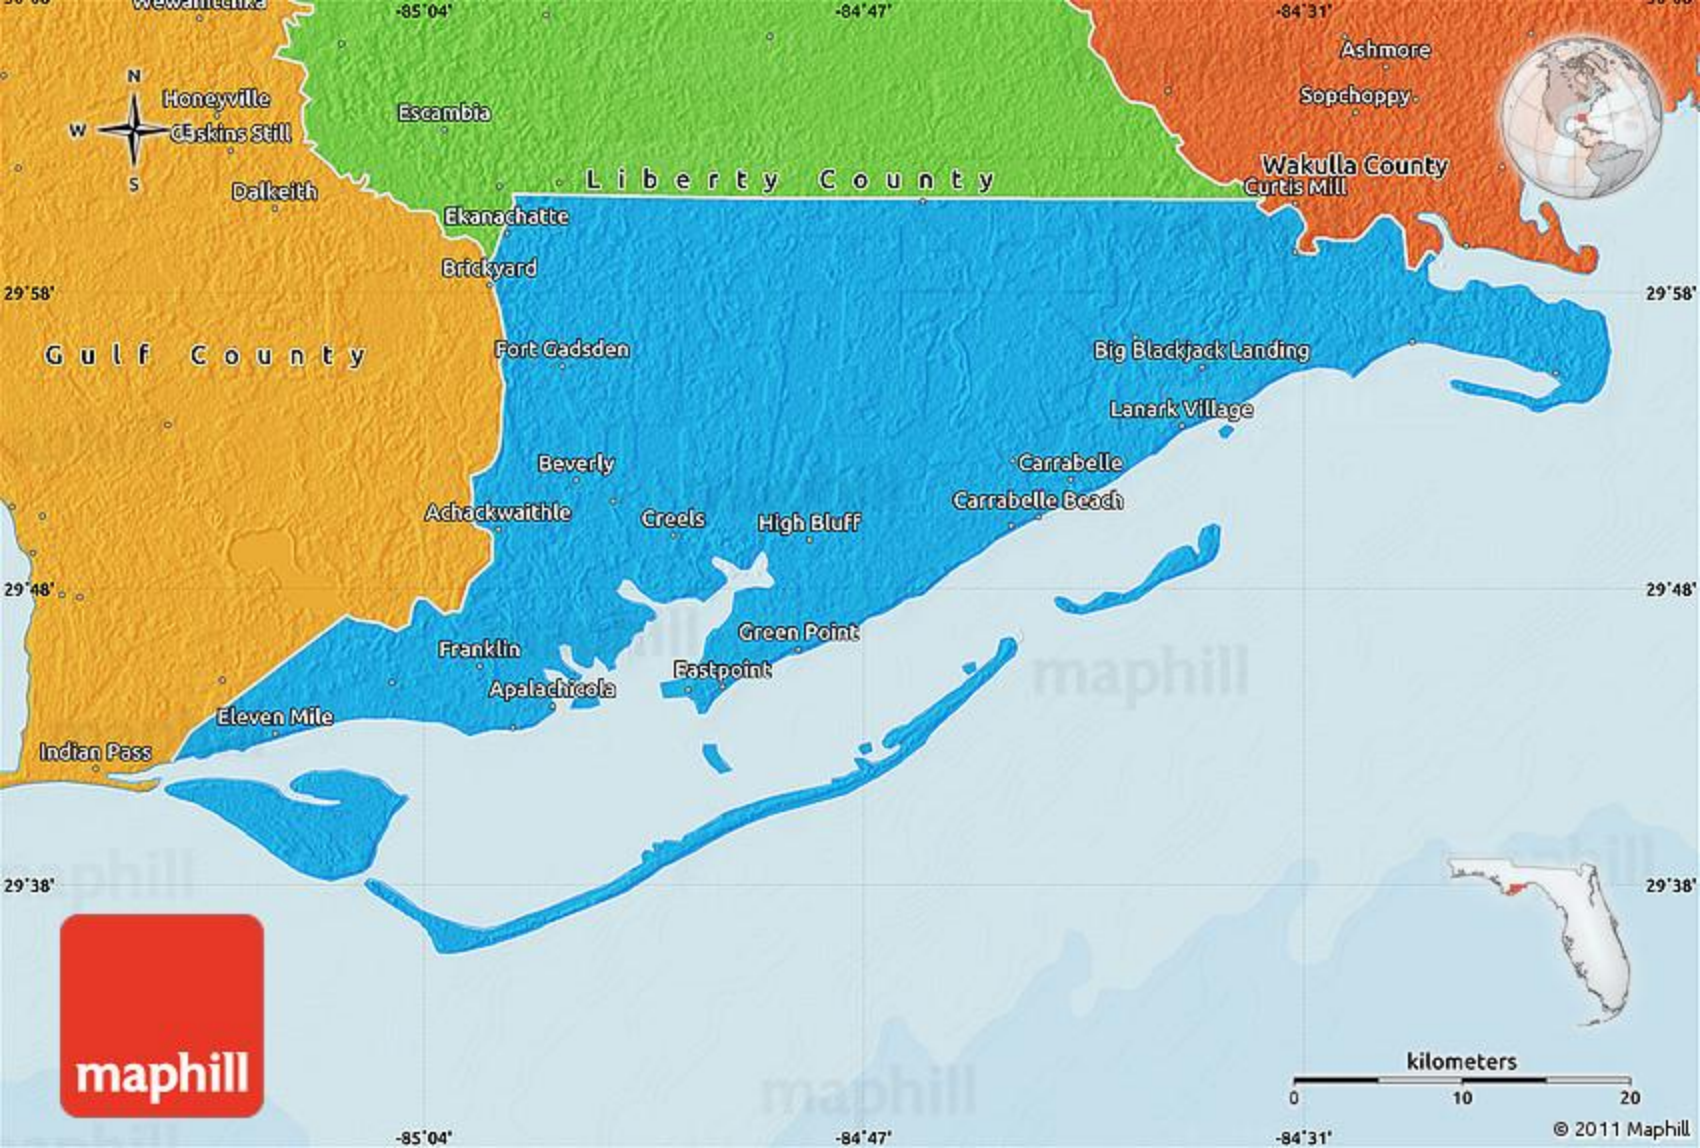 -85°04'
-84°47'
-84°31'
Wewahitchka
Ashmore
N
Honeyville
Sopchoppy
Escambia
W
E
Gaskins Still
Liberty County
Wakulla County
S
Dalkeith
Curtis Mill
Ekanachatte
Brickyard
29°58'
29°58'
Gulf County
Fort Gadsden
Big Blackjack Landing
Lanark Village
Beverly
Carrabelle
Carrabelle Beach
Achackwaithle
Creels
High Bluff
29°48'
29°48'
Green Point
Franklin
Eastpoint
maphill
Apalachicola
Eleven Mile
Indian Pass
maphill
29°38'
29°38'
maphill
kilometers
0 10 20
maphill
-85°04'
-84°47'
-84°31'
© 2011 Maphill